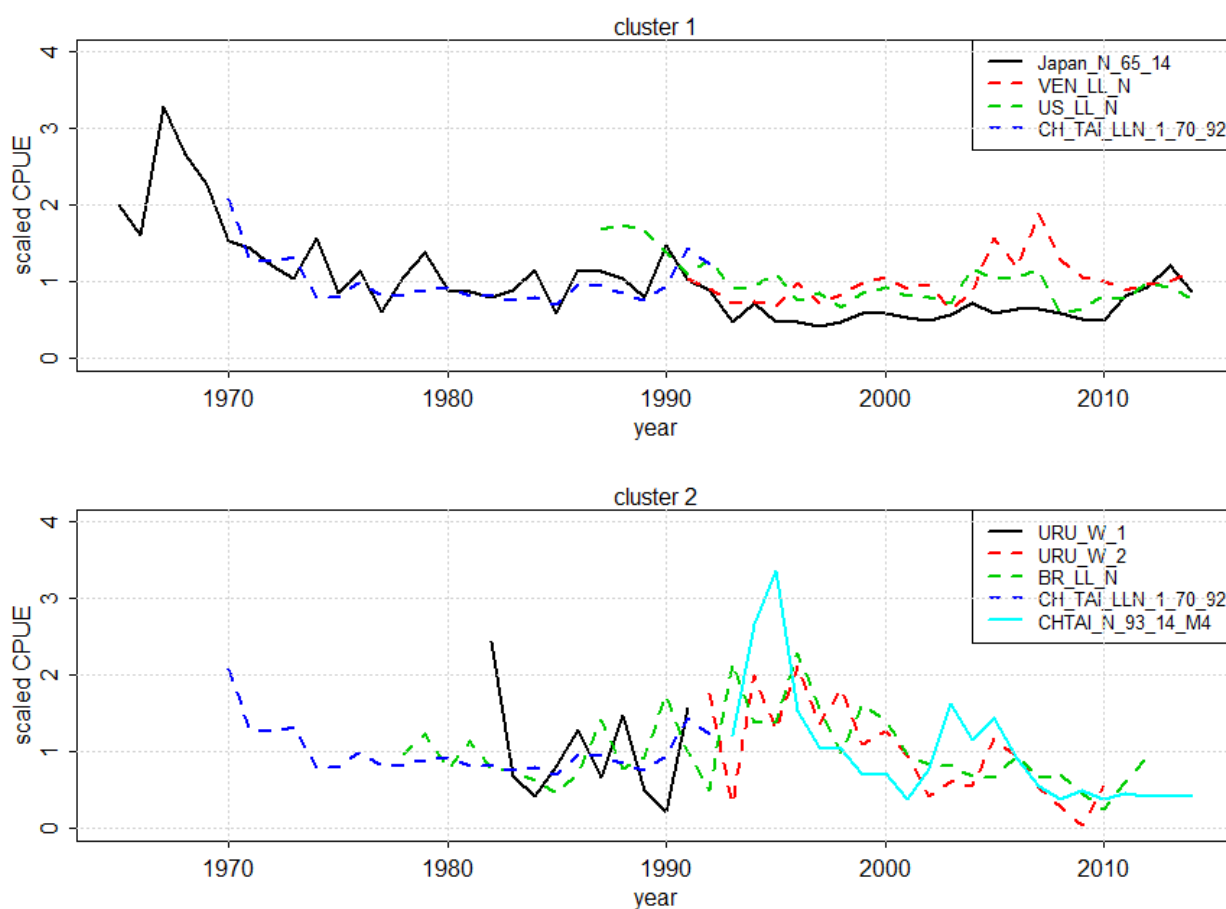 cluster 1
scaled CPUE
4
3
2
1
0
Japan_N_65_14
VEN_LL_N
US_LL_N
CH_TAI_LLN_1_70_92
1970 1980 1990 2000 2010
year
cluster 2
scaled CPUE
4
3
2
1
0
URU_W_1
URU_W_2
BR_LL_N
CH_TAI_LLN_1_70_92
CHTAI_N_93_14_M4
1970 1980 1990 2000 2010
year